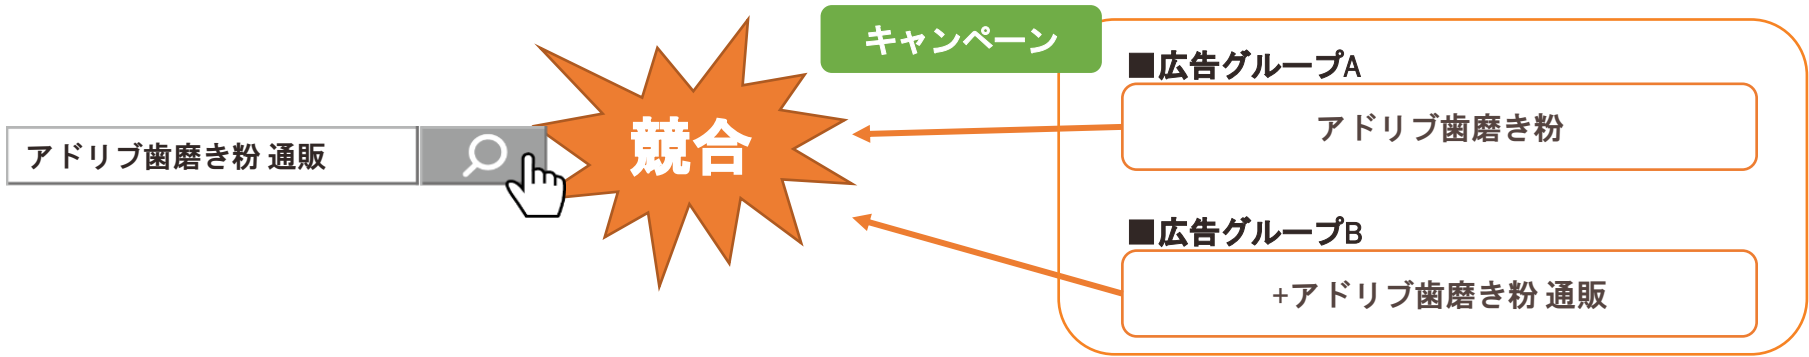 アドリブ歯磨き粉 通販
競合
キャンペーン
■広告グループA
アドリブ歯磨き粉
■広告グループB
+アドリブ歯磨き粉 通販